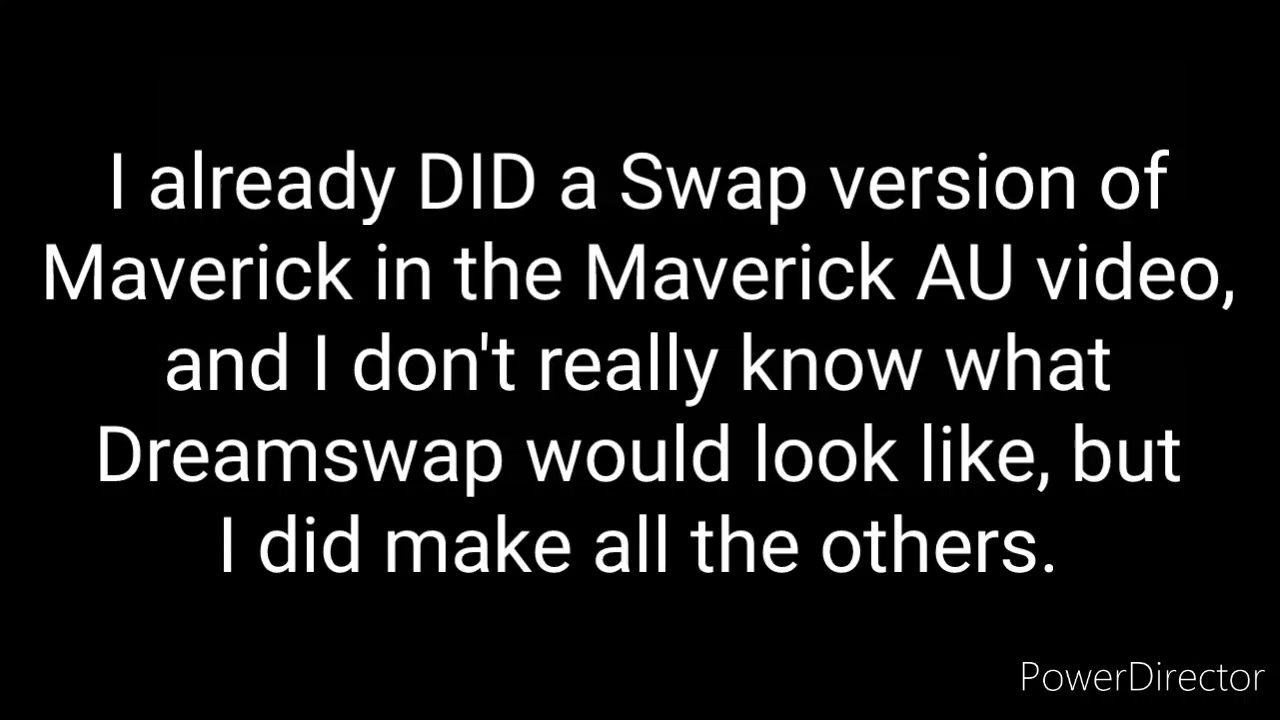 I already DID a Swap version of
Maverick in the Maverick AU video,
and I don't really know what
Dreamswap would look like, but
I did make all the others.
PowerDirector